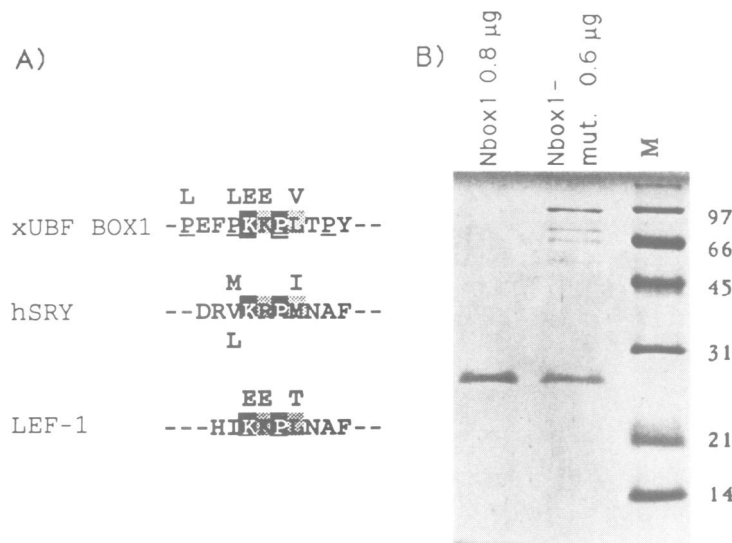 A)
L LEE V
xUBF BOX1 -PEFPKKPLTPY--
M I
hSRY --DRVKRPMNAF--
L
EE T
LEF-1 ---HIKKPLNAF--
B)
Nbox1 0.8 µg
Nbox1-
mut. 0.6 µg
M
97
66
45
31
21
14